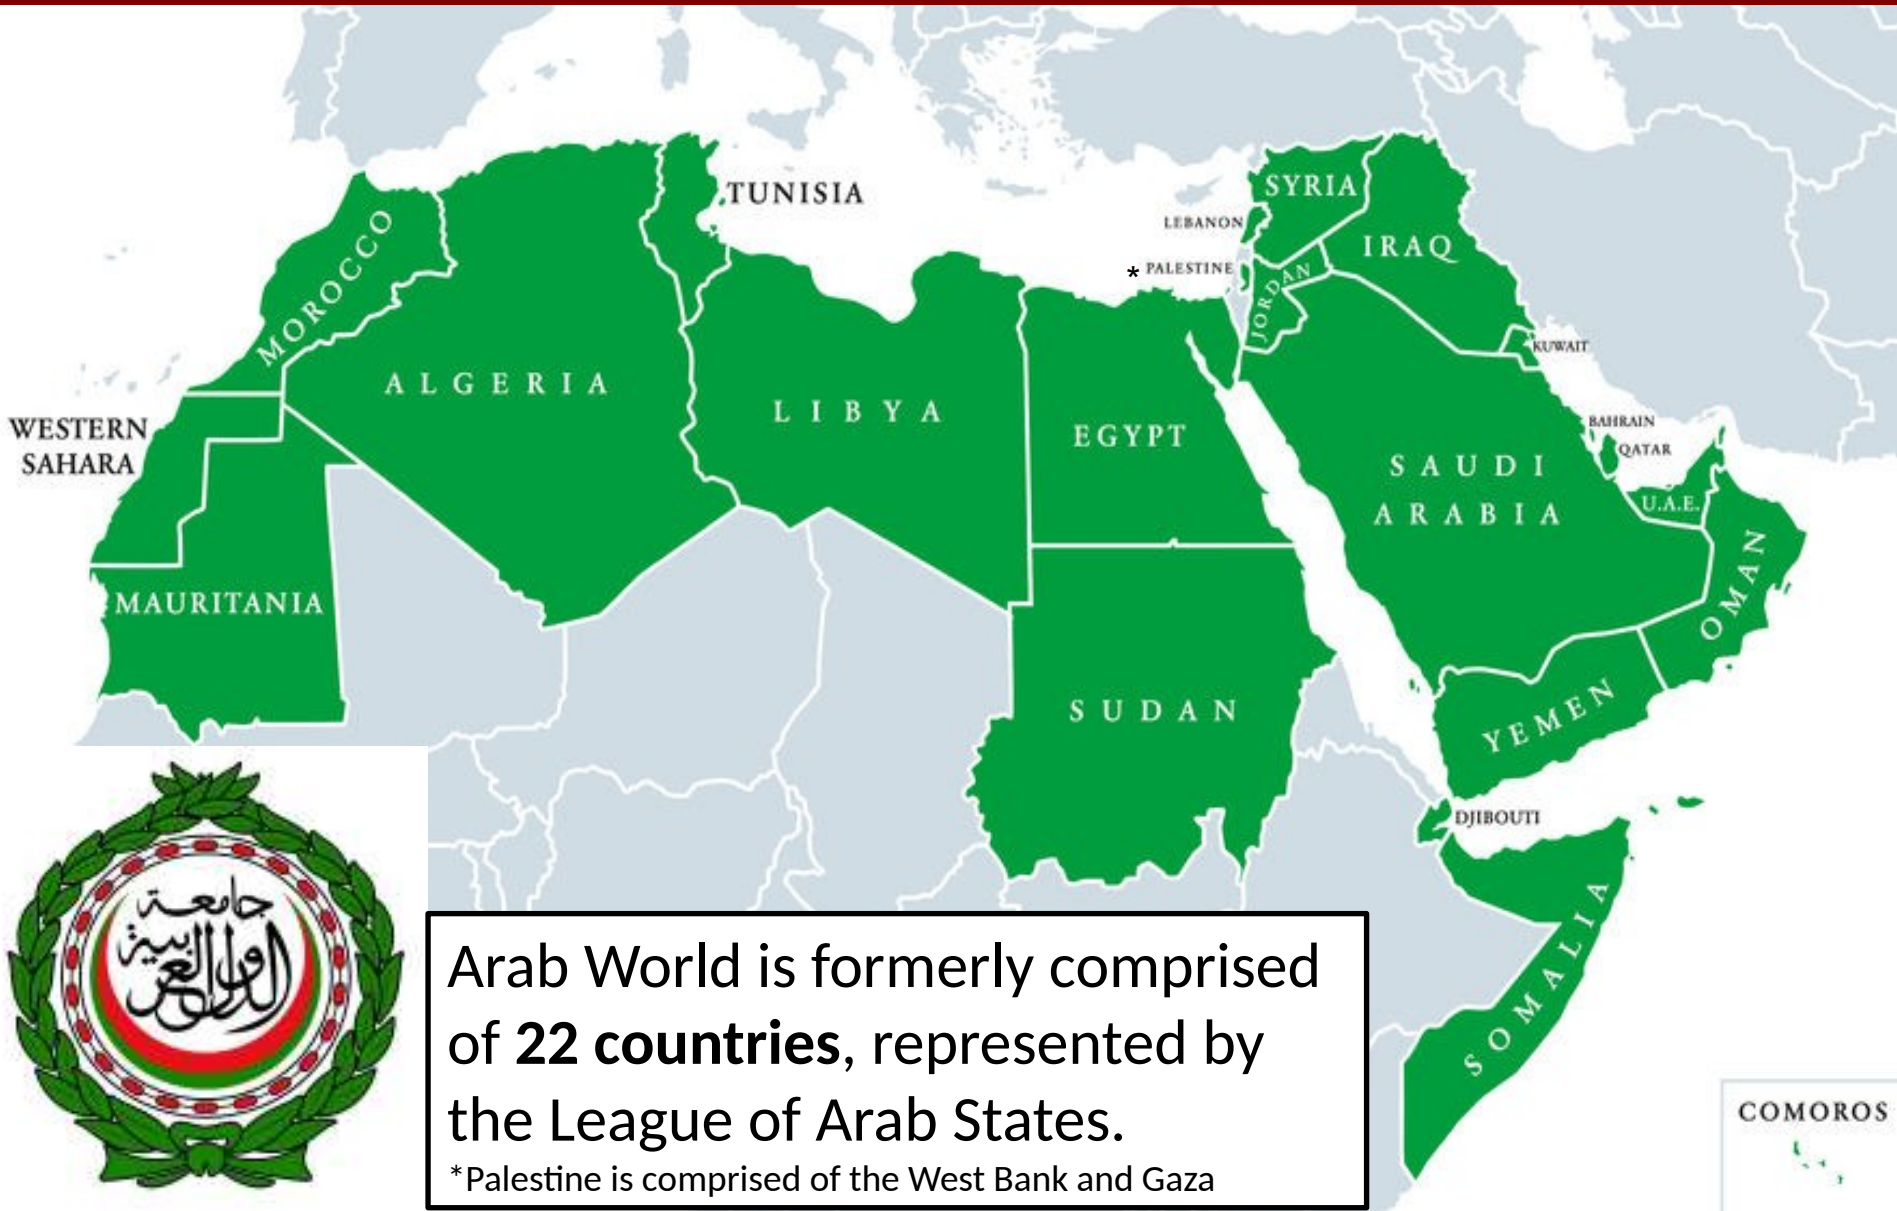 TUNISIA
SYRIA
LEBANON
IRAQ
* PALESTINE
JORDAN
MOROCCO
KUWAIT
ALGERIA
LIBYA
EGYPT
BAHRAIN
QATAR
WESTERN
SAHARA
SAUDI
ARABIA
U.A.E.
OMAN
MAURITANIA
SUDAN
YEMEN
DJIBOUTI
SOMALIA
COMOROS
جامعة
الدول العربية
Arab World is formerly comprised
of 22 countries, represented by
the League of Arab States.
*Palestine is comprised of the West Bank and Gaza